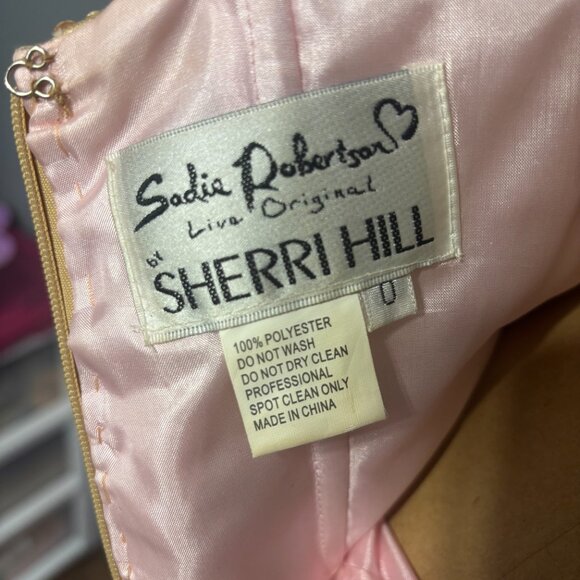 Sadie Robertson
Live Original
by
SHERRI HILL
0
100% POLYESTER
DO NOT WASH
DO NOT DRY CLEAN
PROFESSIONAL
SPOT CLEAN ONLY
MADE IN CHINA